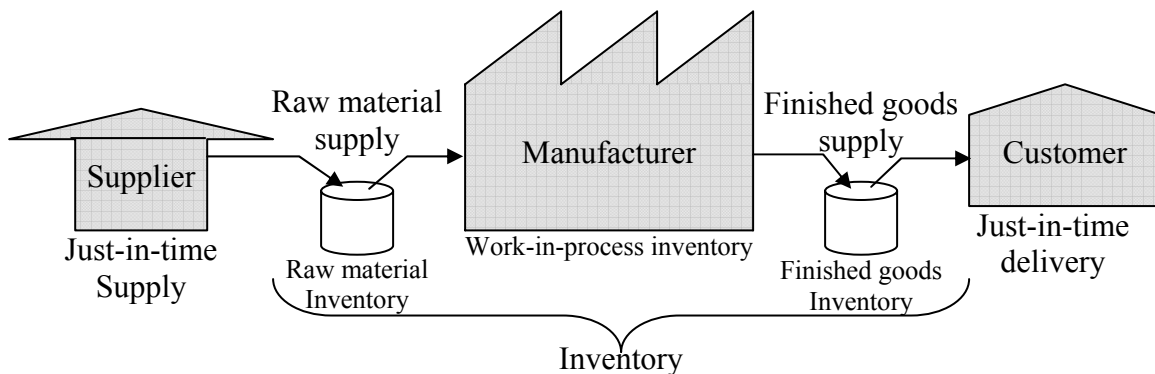 Supplier
Just-in-time
Supply
Raw material
supply
Raw material
Inventory
Manufacturer
Work-in-process inventory
Finished goods
supply
Finished goods
Inventory
Customer
Just-in-time
delivery
Inventory